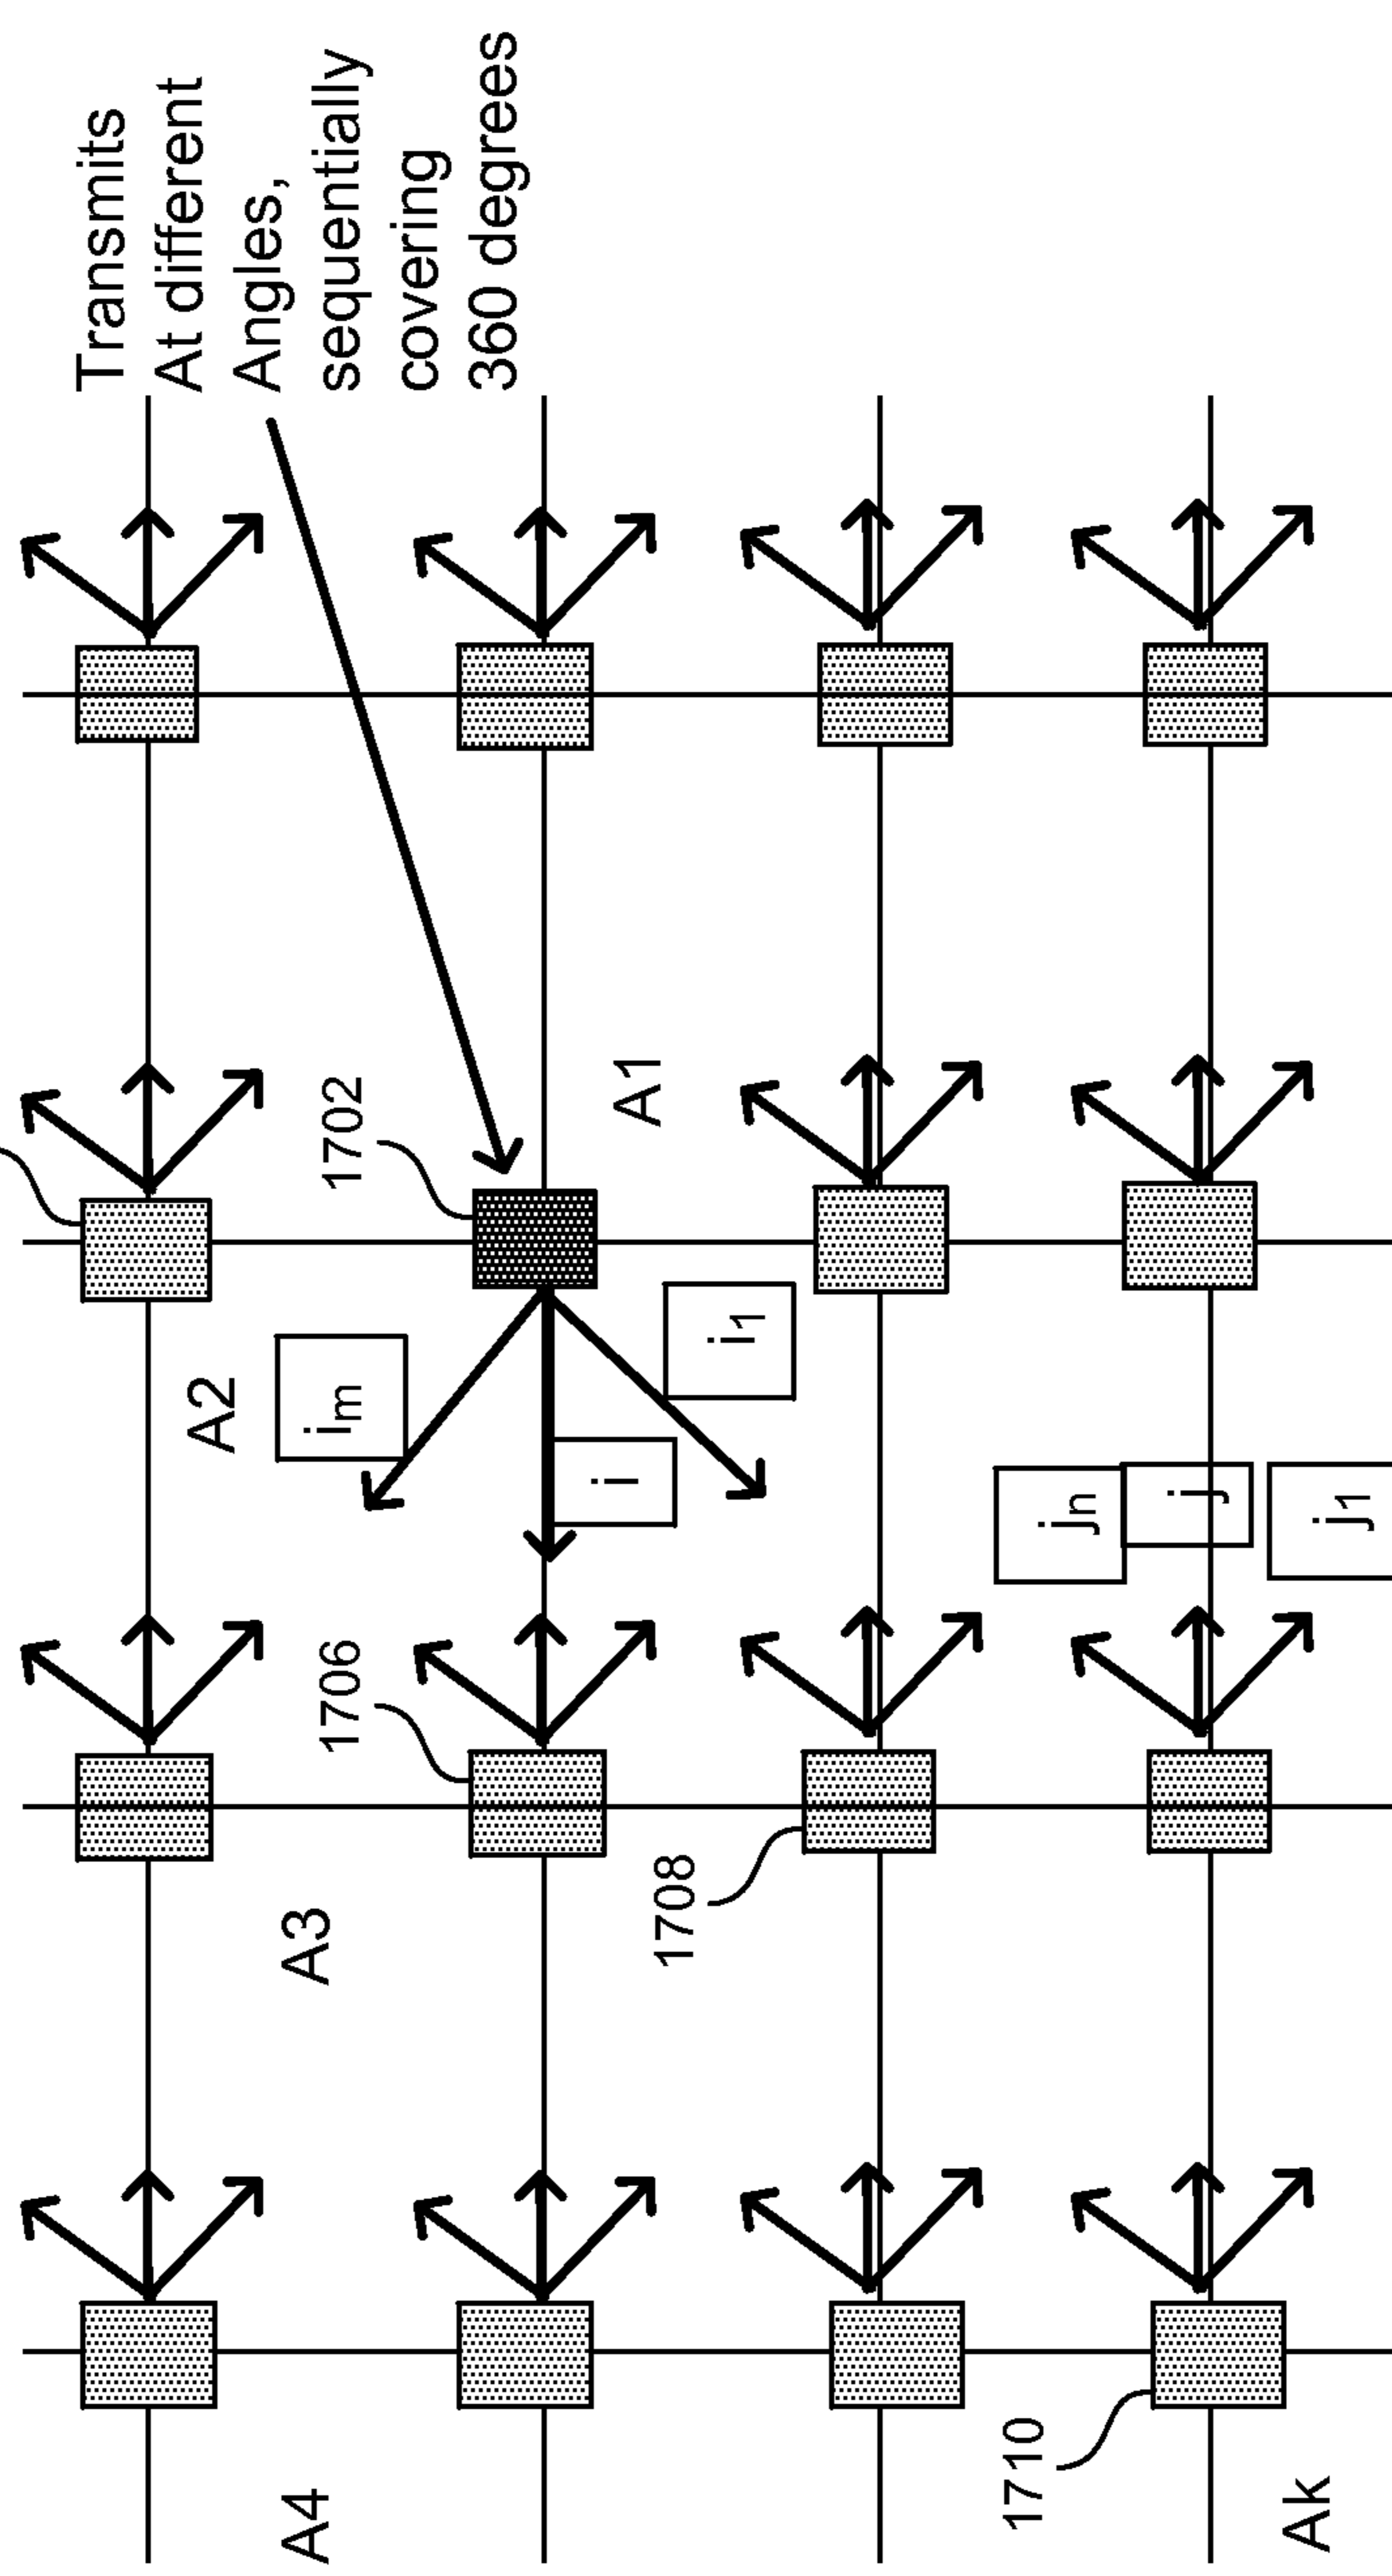 Transmits
At different
Angles,
sequentially
covering
360 degrees
A2
A4
A3
1706
iₘ
1702
i
A1
1708
i₁
1710
jₙ
j
Ak
j₁